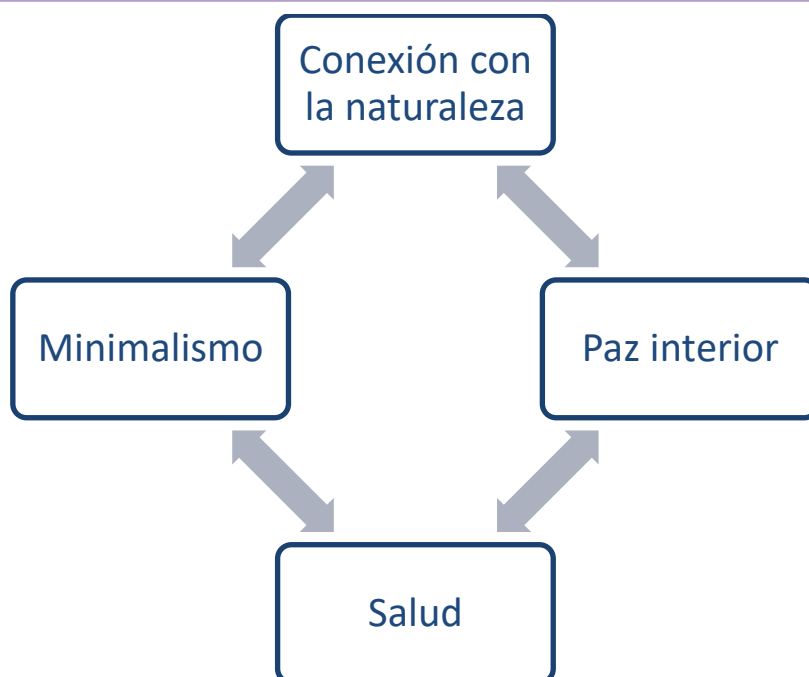 Conexión con
la naturaleza
Minimalismo
Paz interior
Salud